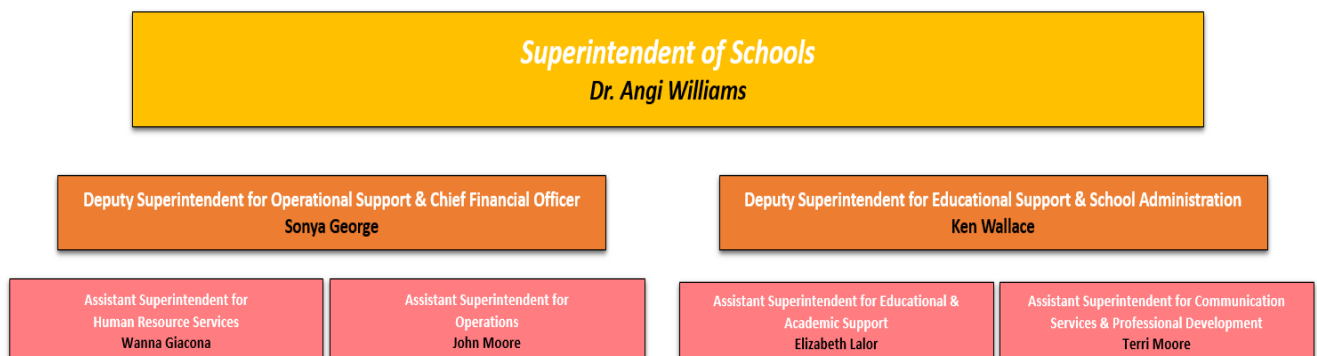 Superintendent of Schools
Dr. Angi Williams
Deputy Superintendent for Operational Support & Chief Financial Officer
Sonya George
Deputy Superintendent for Educational Support & School Administration
Ken Wallace
Assistant Superintendent for
Human Resource Services
Wanna Giacona
Assistant Superintendent for
Operations
John Moore
Assistant Superintendent for Educational &
Academic Support
Elizabeth Lalor
Assistant Superintendent for Communication
Services & Professional Development
Terri Moore